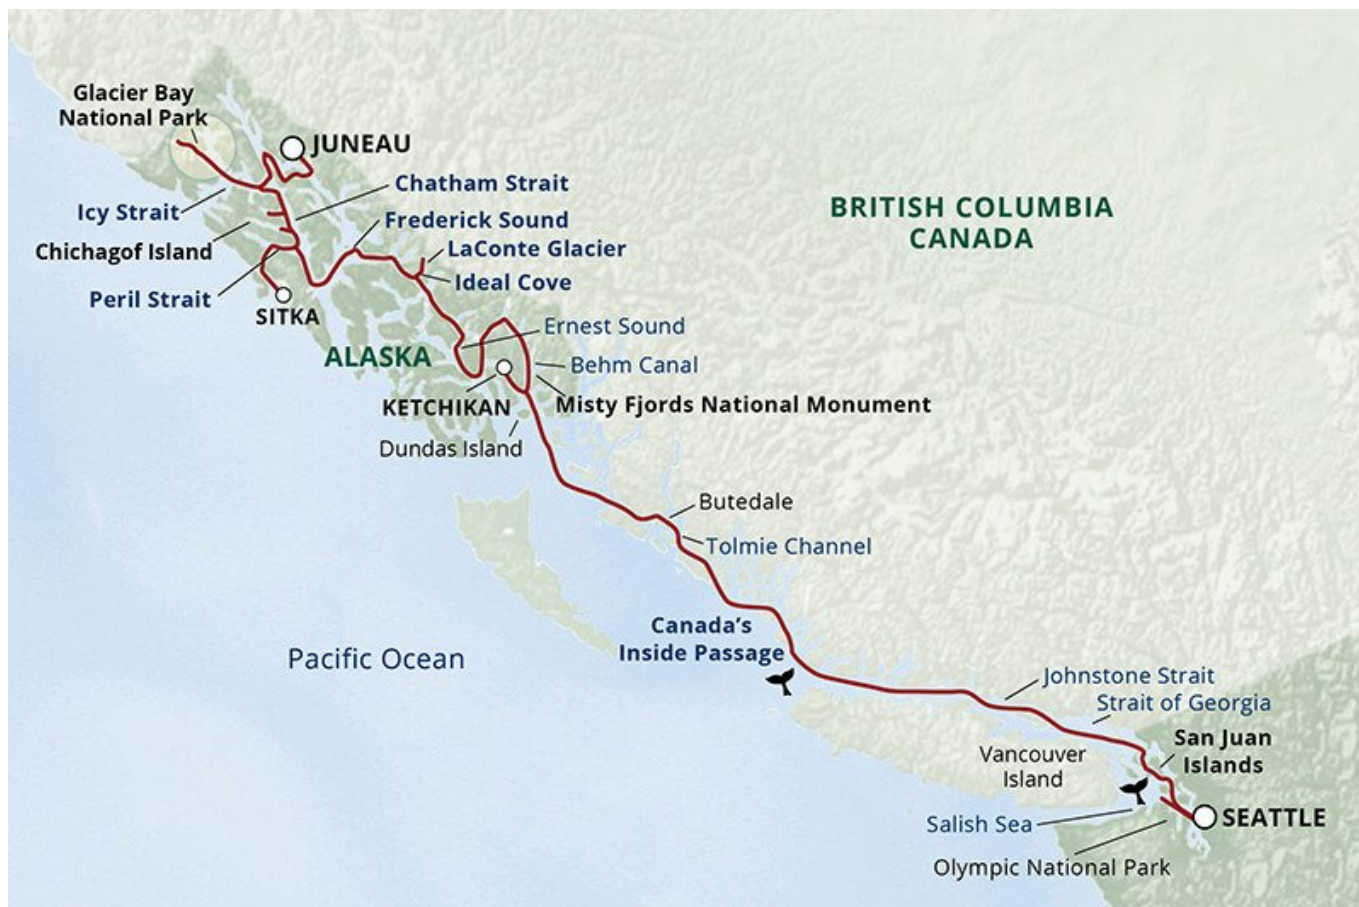 Glacier Bay
National Park
JUNEAU
Chatham Strait
Icy Strait
Frederick Sound
Chichagof Island
LaConte Glacier
Ideal Cove
Peril Strait
SITKA
BRITISH COLUMBIA
CANADA
Ernest Sound
ALASKA
Behm Canal
KETCHIKAN
Misty Fjords National Monument
Dundas Island
Butedale
Tolmie Channel
Canada's
Inside Passage
Pacific Ocean
Johnstone Strait
Strait of Georgia
San Juan
Islands
Vancouver
Island
Salish Sea
SEATTLE
Olympic National Park